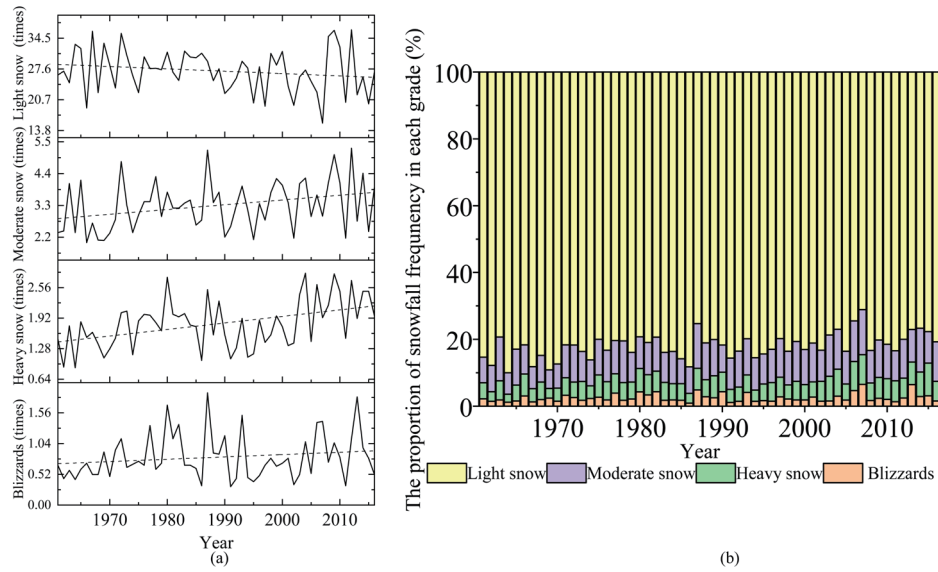 Light snow (times)
34.5
27.6
20.7
13.8
Moderate snow (times)
5.5
4.4
3.3
2.2
Heavy snow (times)
2.56
1.92
1.28
0.64
Blizzards (times)
1.56
1.04
0.52
0.00
1970 1980 1990 2000 2010
Year
(a)
The proportion of snowfall frequnency in each grade (%)
100
80
60
40
20
0
1970 1980 1990 2000 2010
Year
Light snow Moderate snow Heavy snow Blizzards
(b)